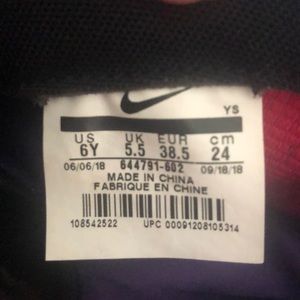 YS
US UK EUR cm
6Y 5.5 38.5 24
06/06/18 644791-602 09/18/18
MADE IN CHINA
FABRIQUE EN CHINE
108542522 UPC 00091208105314